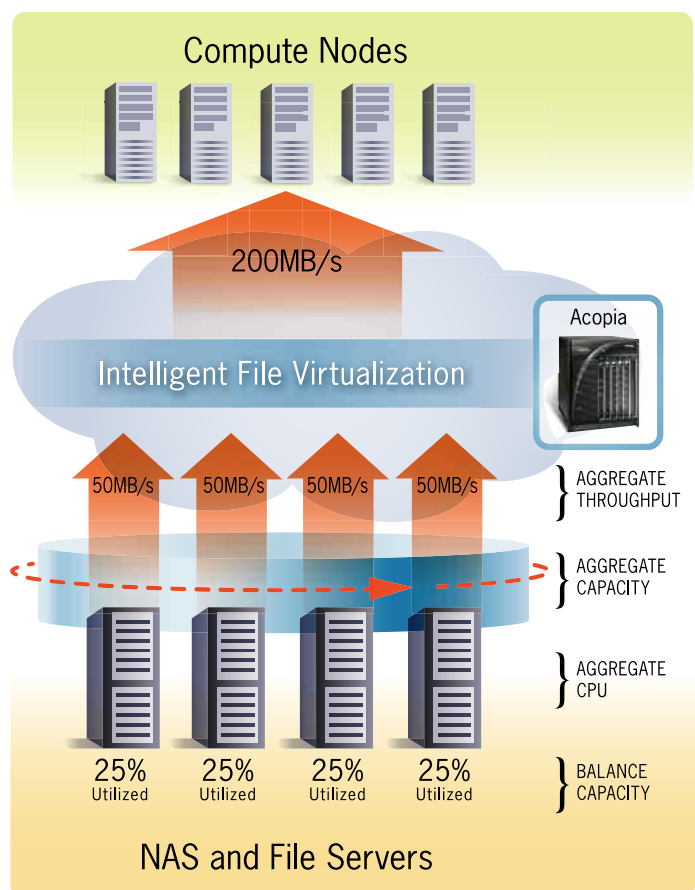 Compute Nodes
200MB/s
Acopia
Intelligent File Virtualization
50MB/s 50MB/s 50MB/s 50MB/s
AGGREGATE
THROUGHPUT
AGGREGATE
CAPACITY
AGGREGATE
CPU
25% 25% 25% 25%
Utilized Utilized Utilized Utilized
BALANCE
CAPACITY
NAS and File Servers